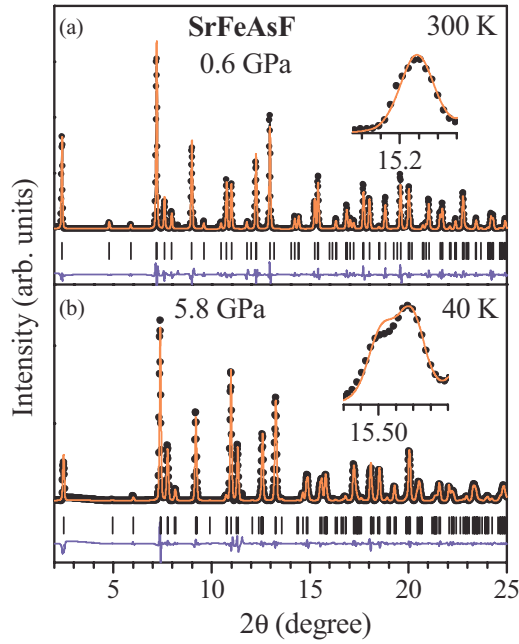 (a)
SrFeAsF
300 K
0.6 GPa
15.2
(b)
5.8 GPa
40 K
15.50
Intensity (arb. units)
5 10 15 20 25
2θ (degree)